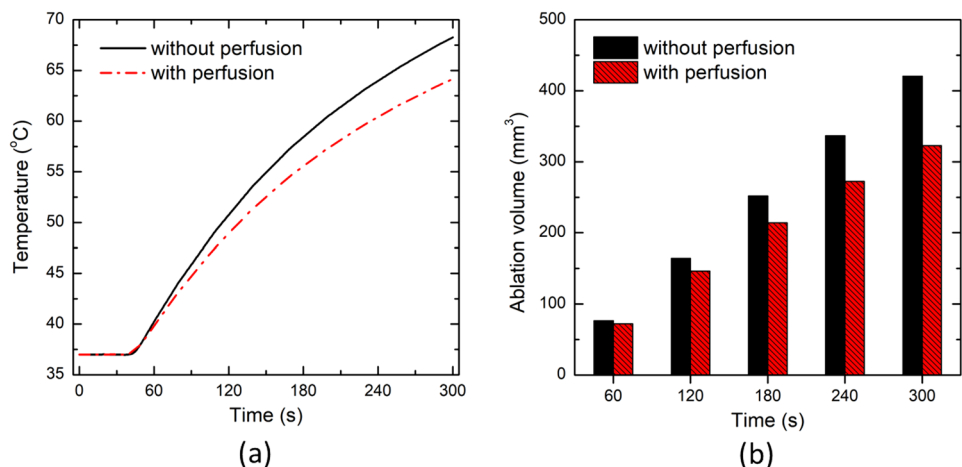 70
65
60
55
50
45
40
35
Temperature (°C)
without perfusion
with perfusion
0 60 120 180 240 300
Time (s)
(a)
500
400
300
200
100
0
Ablation volume (mm³)
without perfusion
with perfusion
60 120 180 240 300
Time (s)
(b)